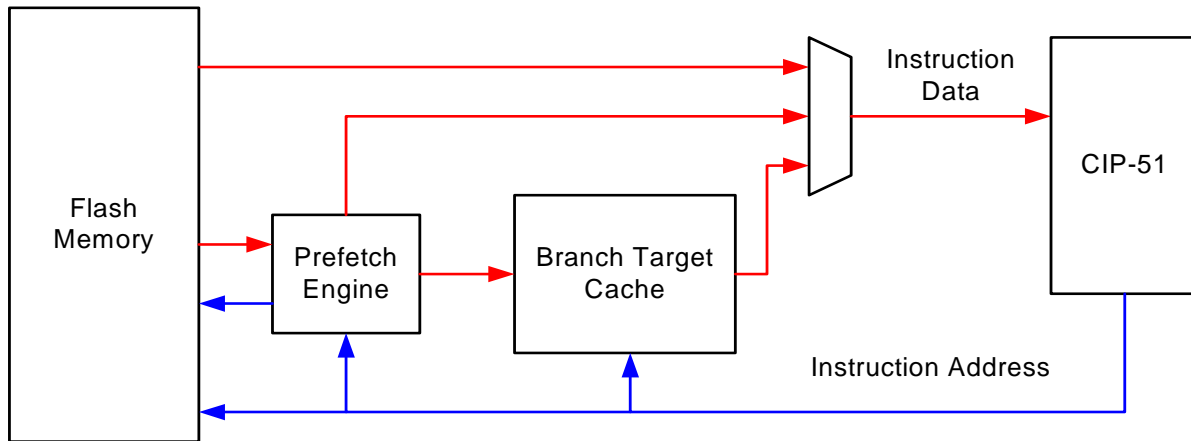 Flash
Memory
Prefetch
Engine
Branch Target
Cache
Instruction
Data
CIP-51
Instruction Address